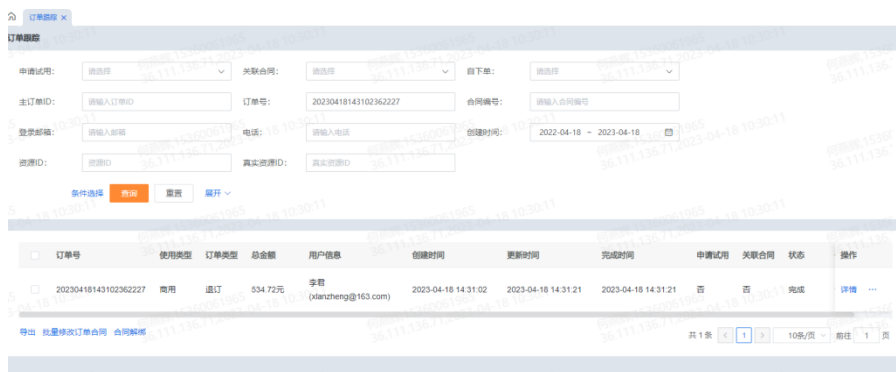 订单跟踪 ×
订单跟踪
申请试用: 请选择 关联合同: 请选择 自下单: 请选择
主订单ID: 请输入订单ID 订单号: 20230418143102362227 合同编号: 请输入合同编号
登录邮箱: 请输入邮箱 电话: 请输入电话 创建时间: 2022-04-18 ~ 2023-04-18
资源ID: 资源ID 真实资源ID: 真实资源ID
条件选择 查询 重置 展开
订单号 使用类型 订单类型 总金额 用户信息 创建时间 更新时间 完成时间 申请试用 关联合同 状态 操作
20230418143102362227 商用 退订 534.72元 李君 2023-04-18 14:31:02 2023-04-18 14:31:21 2023-04-18 14:31:21 否 否 完成 详情 ···
(xlanzheng@163.com)
导出 批量修改订单合同 合同解绑
共1条 < 1 > 10条/页 前往 1 页